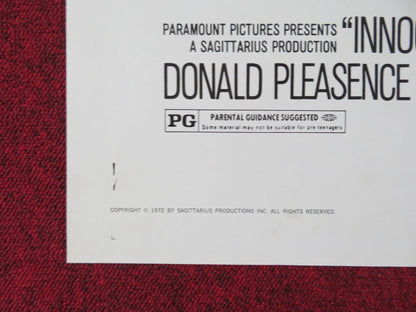 PARAMOUNT PICTURES PRESENTS "INNO
A SAGITTARIUS PRODUCTION
DONALD PLEASENCE
PG PARENTAL GUIDANCE SUGGESTED
Some material may not be suitable for pre-teenagers
COPYRIGHT © 1972 BY SAGITTARIUS PRODUCTIONS INC. ALL RIGHTS RESERVED.